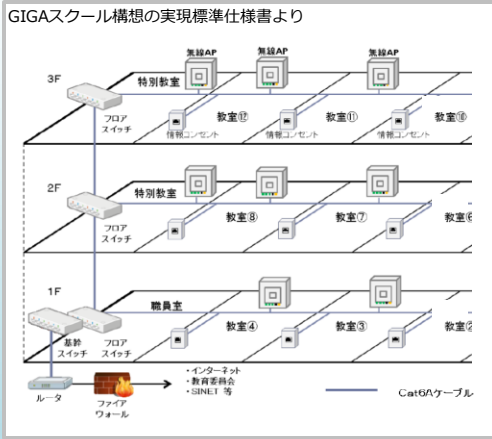 GIGAスクール構想の実現標準仕様書より
無線AP
無線AP
無線AP
3F
特別教室
フロア
スイッチ
教室⑫
教室⑪
教室⑩
情報コンセント
情報コンセント
情報コンセント
2F
特別教室
フロア
スイッチ
教室⑧
教室⑦
教室⑥
1F
職員室
基幹
スイッチ
フロア
スイッチ
教室④
教室③
教室②
ルータ
ファイア
ウォール
・インターネット
・教育委員会
・SINET 等
Cat6Aケーブル